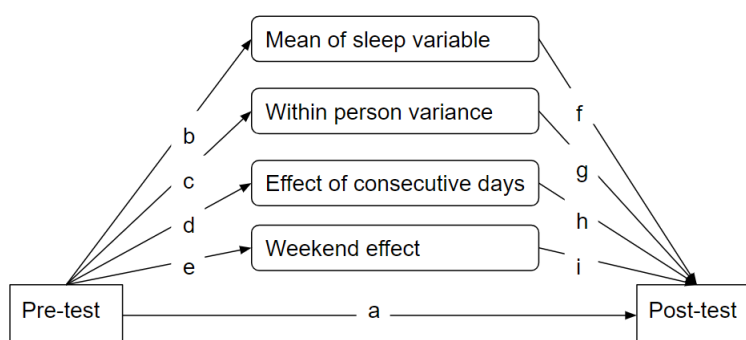 Mean of sleep variable
b
f
Within person variance
c
g
Effect of consecutive days
d
h
Weekend effect
e
i
Pre-test
a
Post-test